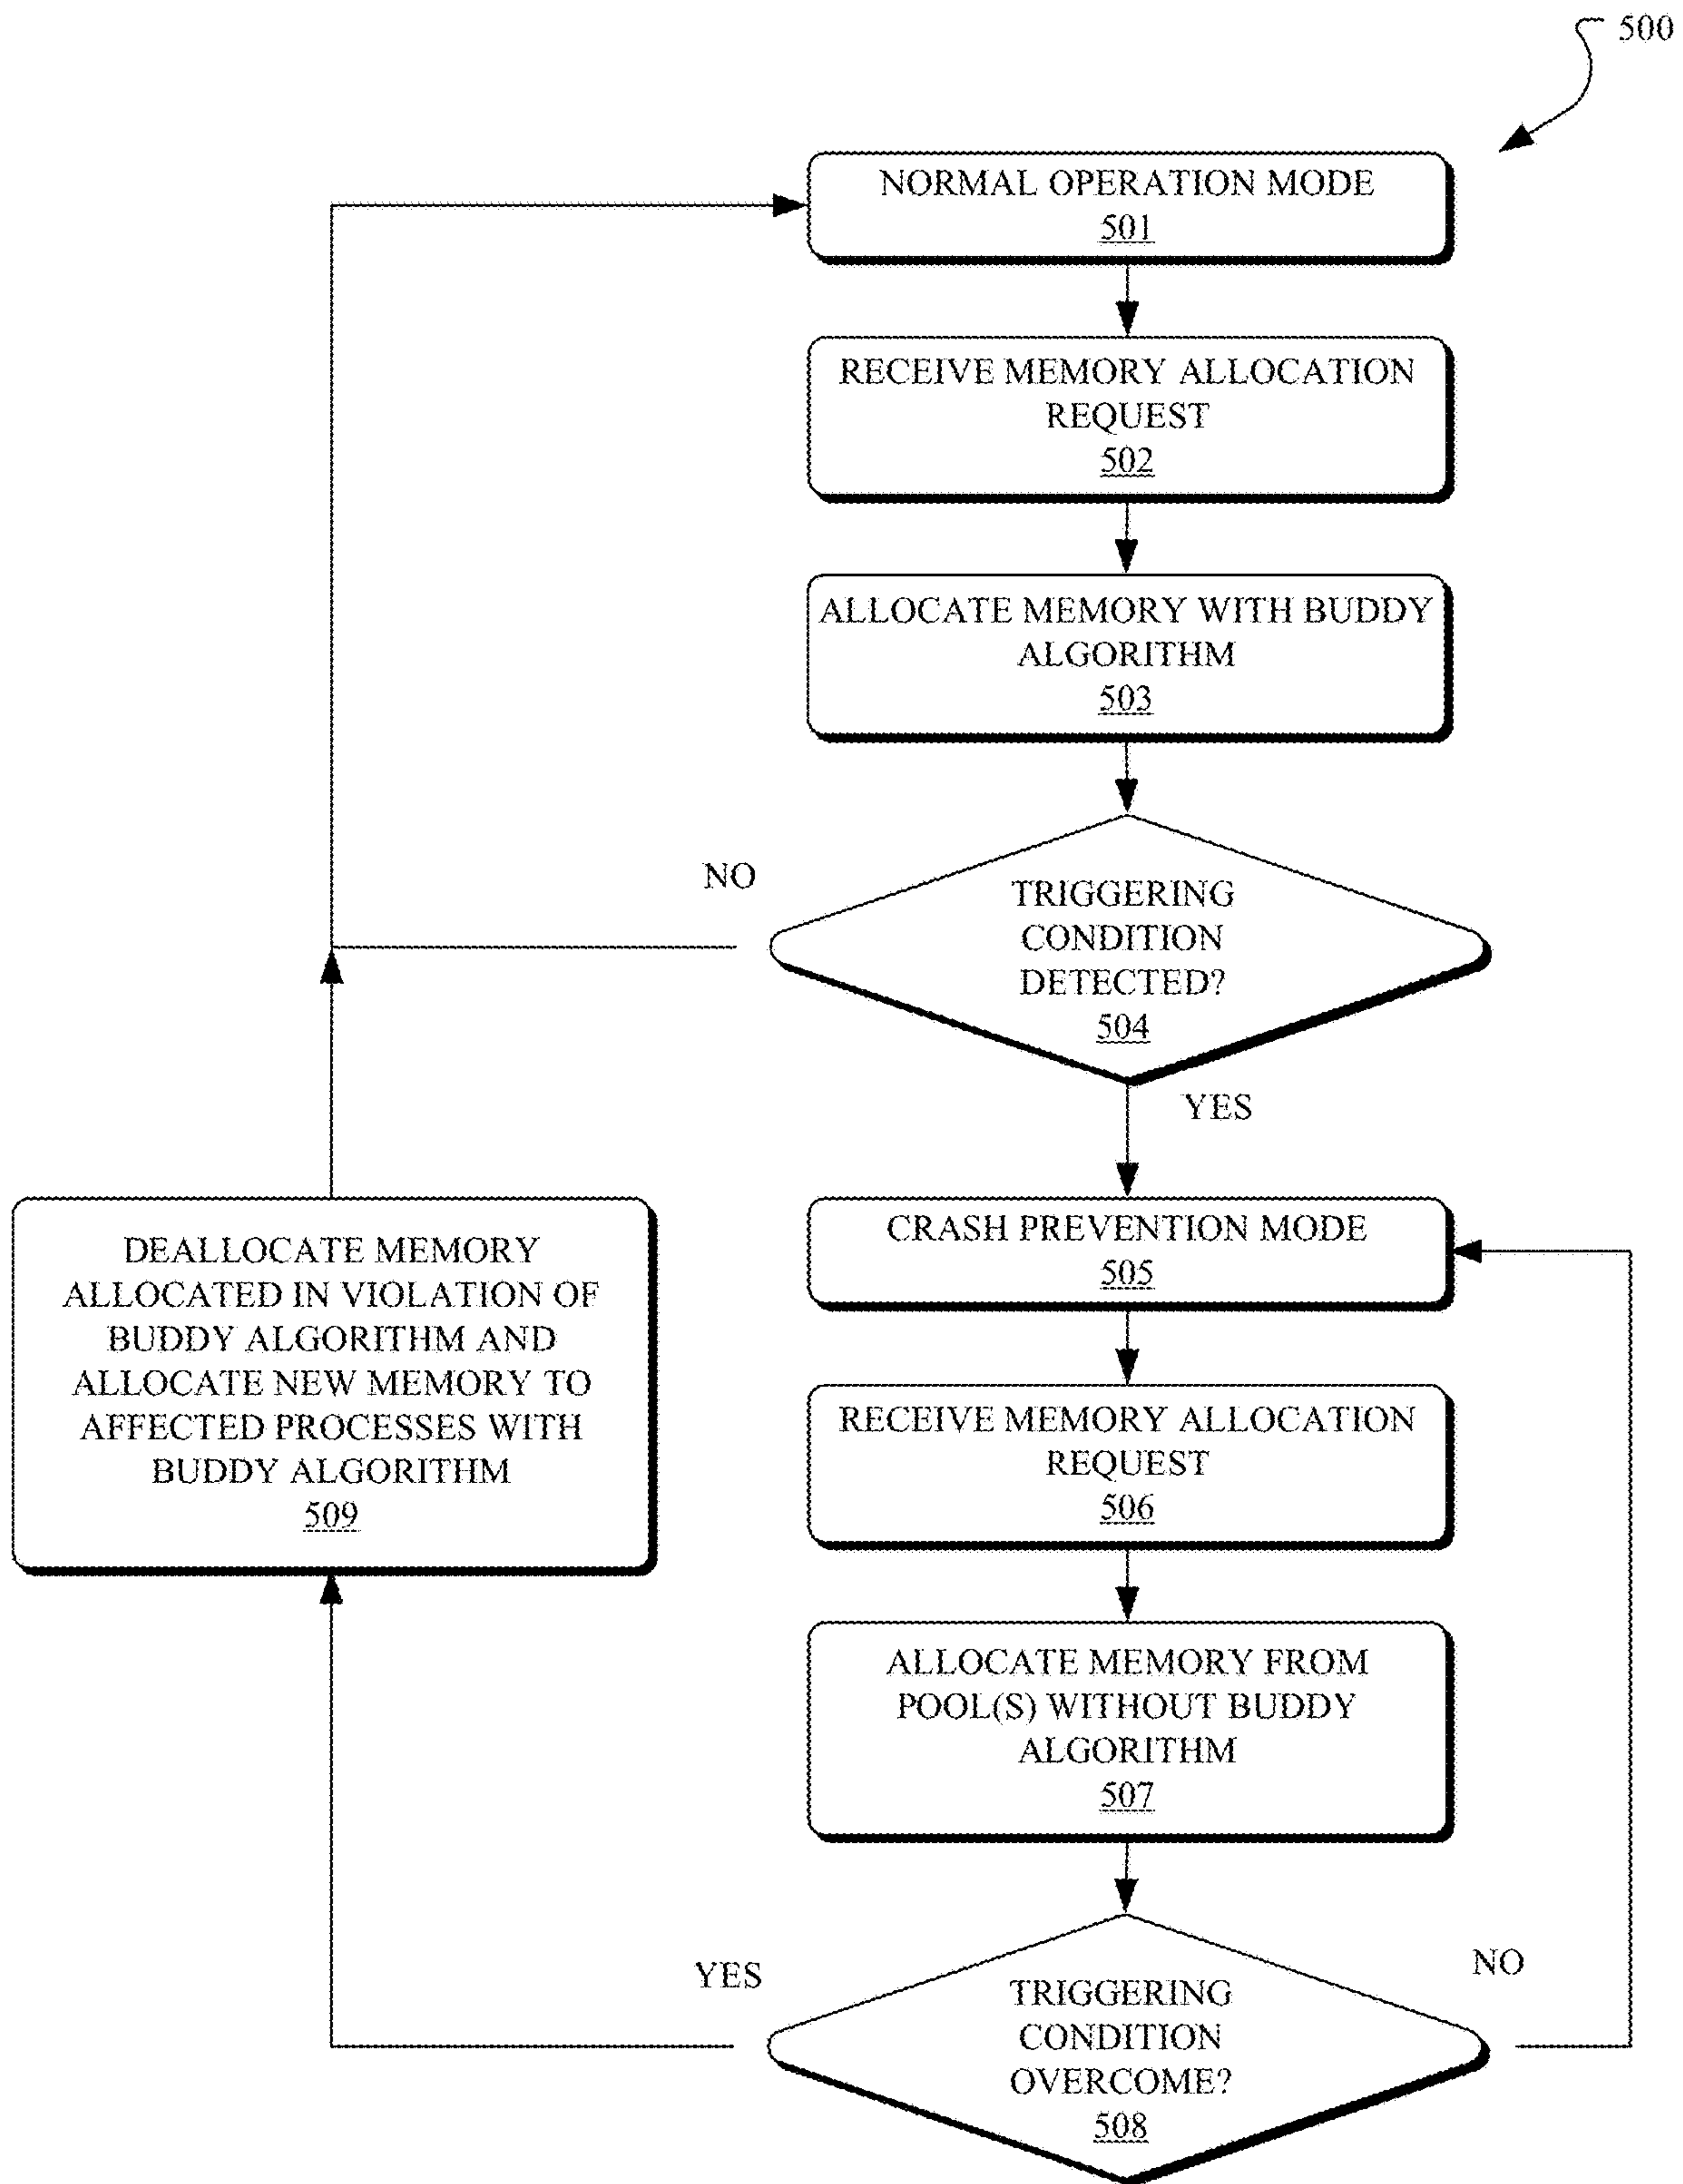 500
NORMAL OPERATION MODE
501
RECEIVE MEMORY ALLOCATION
REQUEST
502
ALLOCATE MEMORY WITH BUDDY
ALGORITHM
503
NO
TRIGGERING
CONDITION
DETECTED?
504
YES
CRASH PREVENTION MODE
505
DEALLOCATE MEMORY
ALLOCATED IN VIOLATION OF
BUDDY ALGORITHM AND
ALLOCATE NEW MEMORY TO
AFFECTED PROCESSES WITH
BUDDY ALGORITHM
509
RECEIVE MEMORY ALLOCATION
REQUEST
506
ALLOCATE MEMORY FROM
POOL(S) WITHOUT BUDDY
ALGORITHM
507
YES
NO
TRIGGERING
CONDITION
OVERCOME?
508